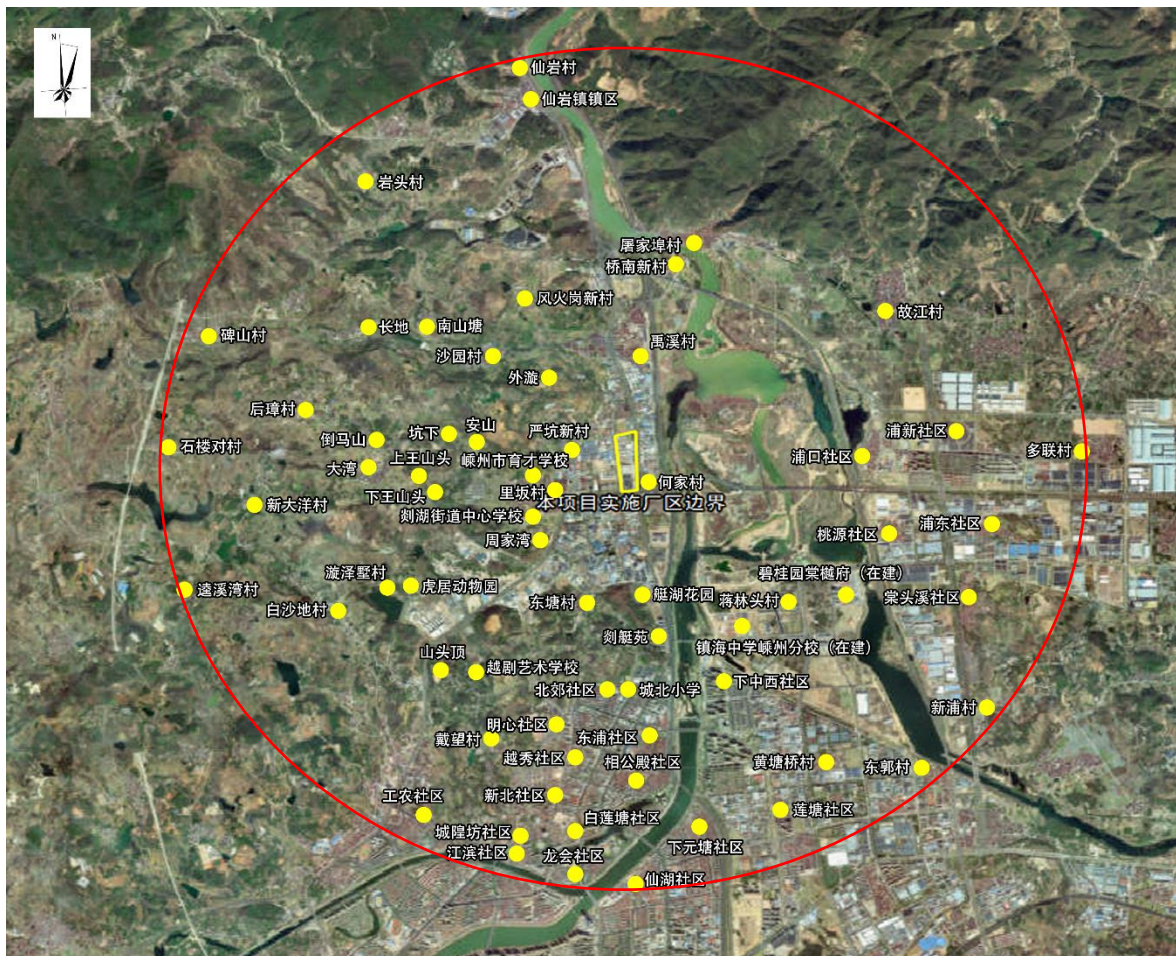 N
仙岩村
仙岩镇镇区
岩头村
屠家埠村
桥南新村
风火岗新村
故江村
碑山村
长地
南山塘
沙园村
禹溪村
外漩
后璋村
倒马山
坑下
安山
严坑新村
浦新社区
石楼对村
大湾
上王山头
嵊州市育才学校
浦口社区
多联村
下王山头
里坂村
何家村
本项目实施厂区边界
新大洋村
剡湖街道中心学校
浦东社区
周家湾
桃源社区
逵溪湾村
漩泽墅村
虎居动物园
碧桂园棠樾府（在建）
白沙地村
东塘村
艇湖花园
蒋林头村
棠头溪社区
剡艇苑
镇海中学嵊州分校（在建）
山头顶
越剧艺术学校
北郊社区
城北小学
下中西社区
新浦村
明心社区
戴望村
东浦社区
越秀社区
相公殿社区
黄塘桥村
东郭村
新北社区
工农社区
莲塘社区
城隍坊社区
白莲塘社区
江滨社区
龙会社区
下元塘社区
仙湖社区